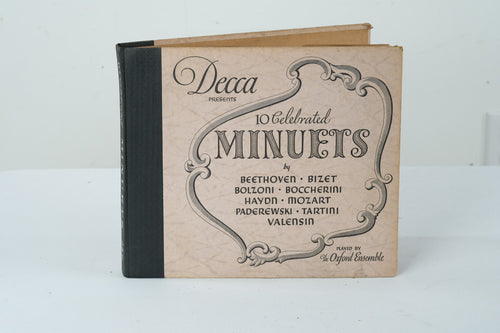 Decca
PRESENTS
10 Celebrated
MINUETS
by
BEETHOVEN · BIZET
BOLZONI · BOCCHERINI
HAYDN · MOZART
PADEREWSKI · TARTINI
VALENSIN
PLAYED BY
The Oxford Ensemble